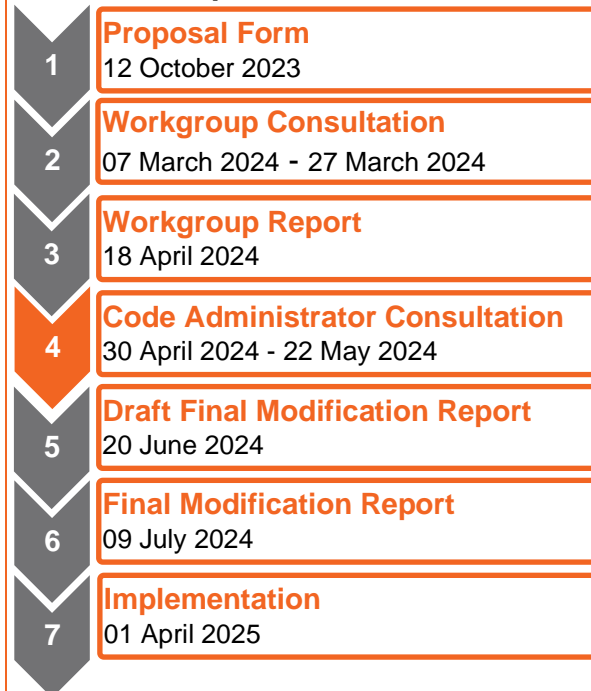 1
Proposal Form
12 October 2023
2
Workgroup Consultation
07 March 2024 - 27 March 2024
3
Workgroup Report
18 April 2024
4
Code Administrator Consultation
30 April 2024 - 22 May 2024
5
Draft Final Modification Report
20 June 2024
6
Final Modification Report
09 July 2024
7
Implementation
01 April 2025